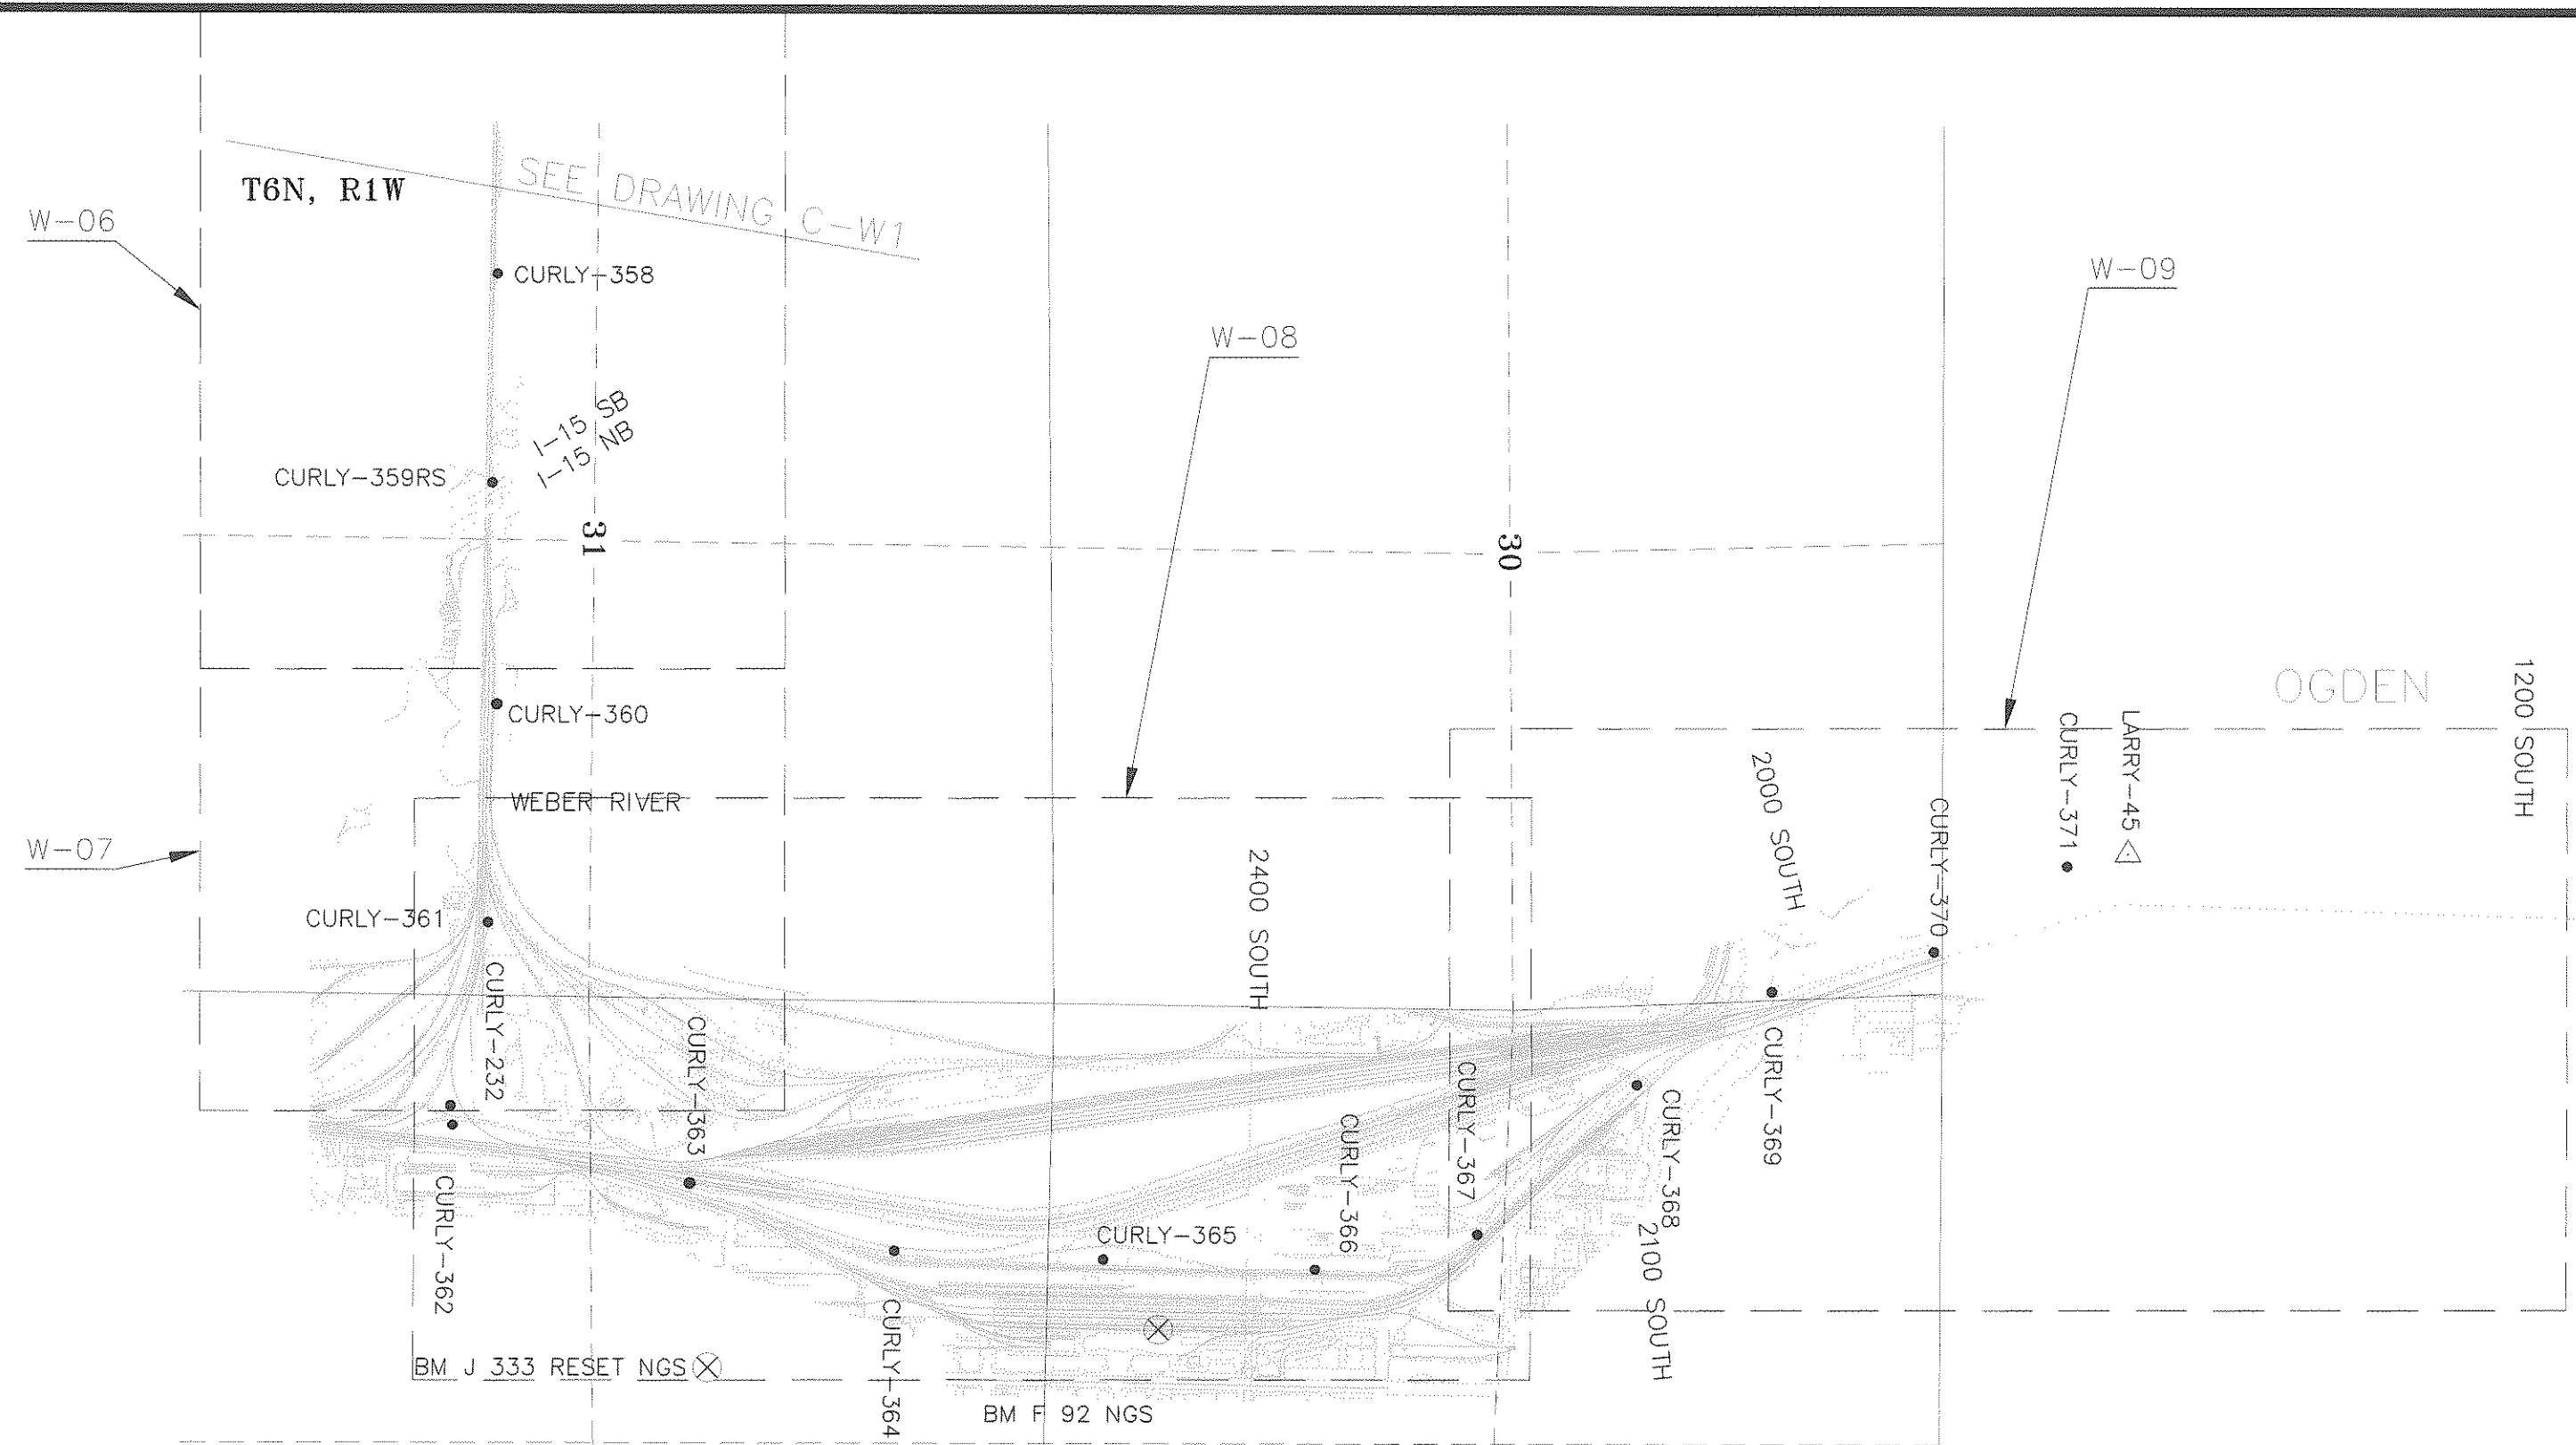 T6N, R1W
SEE DRAWING C-W1
W-06
CURLY-358
W-09
W-08
I-15 SB
I-15 NB
CURLY-359RS
31
30
OGDEN
1200 SOUTH
CURLY-360
LARRY-45
CURLY-371
2000 SOUTH
WEBER RIVER
CURLY-370
W-07
2400 SOUTH
CURLY-361
CURLY-232
CURLY-363
CURLY-369
CURLY-367
CURLY-368
CURLY-366
CURLY-362
CURLY-365
2100 SOUTH
CURLY-364
BM J 333 RESET NGS
BM F 92 NGS